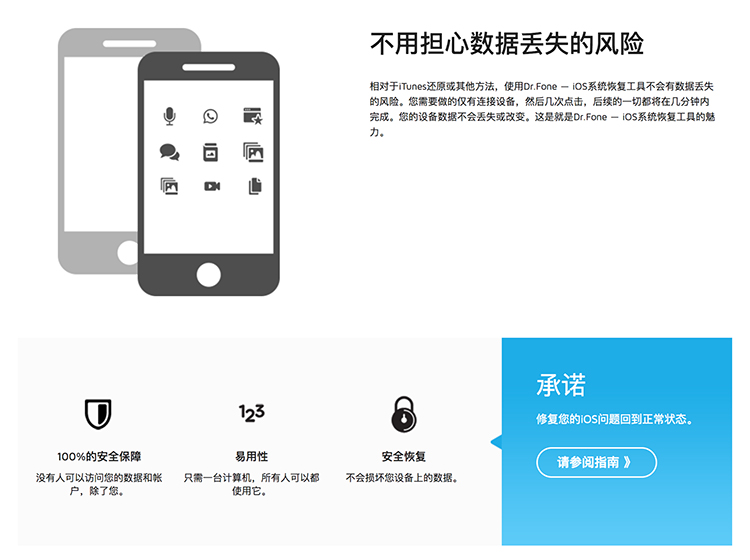 不用担心数据丢失的风险
相对于iTunes还原或其他方法，使用Dr.Fone — iOS系统恢复工具不会有数据丢失
的风险。您需要做的仅有连接设备，然后几次点击，后续的一切都将在几分钟内
完成。您的设备数据不会丢失或改变。这是就是Dr.Fone — iOS系统恢复工具的魅
力。
123
100%的安全保障
没有人可以访问您的数据和帐
户，除了您。
易用性
只需一台计算机，所有人可以都
使用它。
安全恢复
不会损坏您设备上的数据。
承诺
修复您的iOS问题回到正常状态。
请参阅指南 》